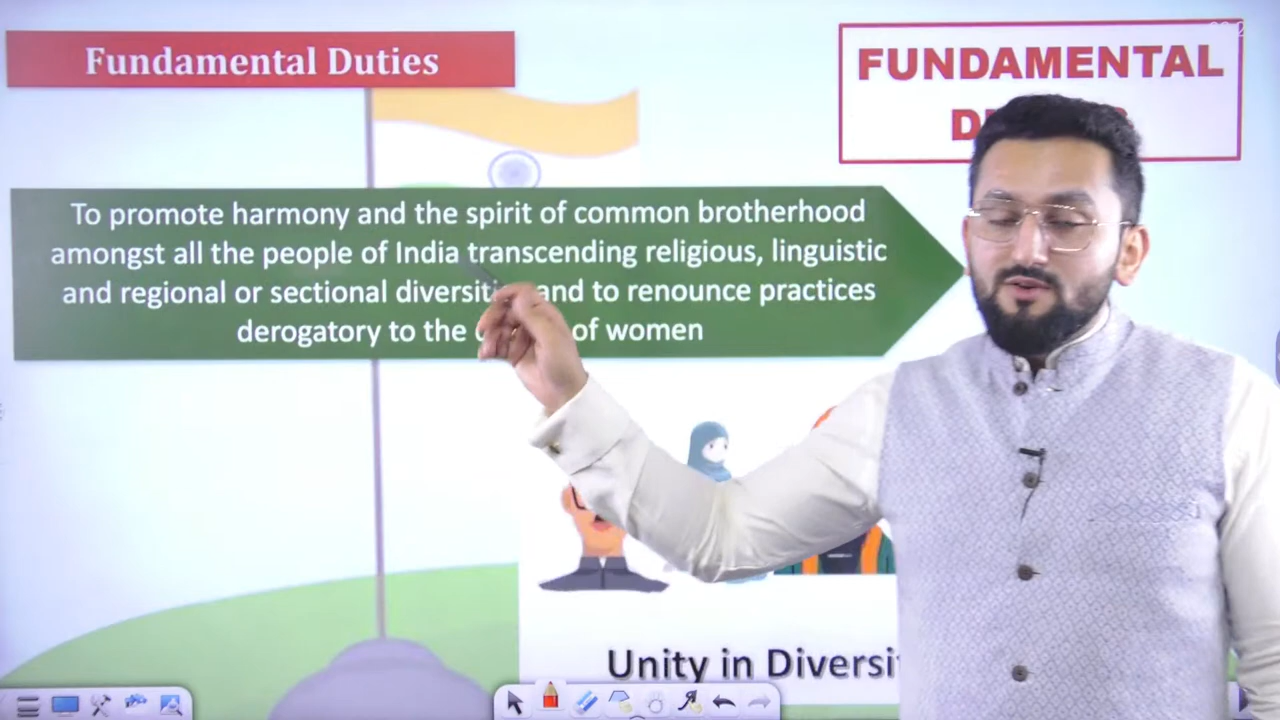 Fundamental Duties
FUNDAMENTAL
To promote harmony and the spirit of common brotherhood
amongst all the people of India transcending religious, linguistic
and regional or sectional and to renounce practices
derogatory to the of women
Unity in